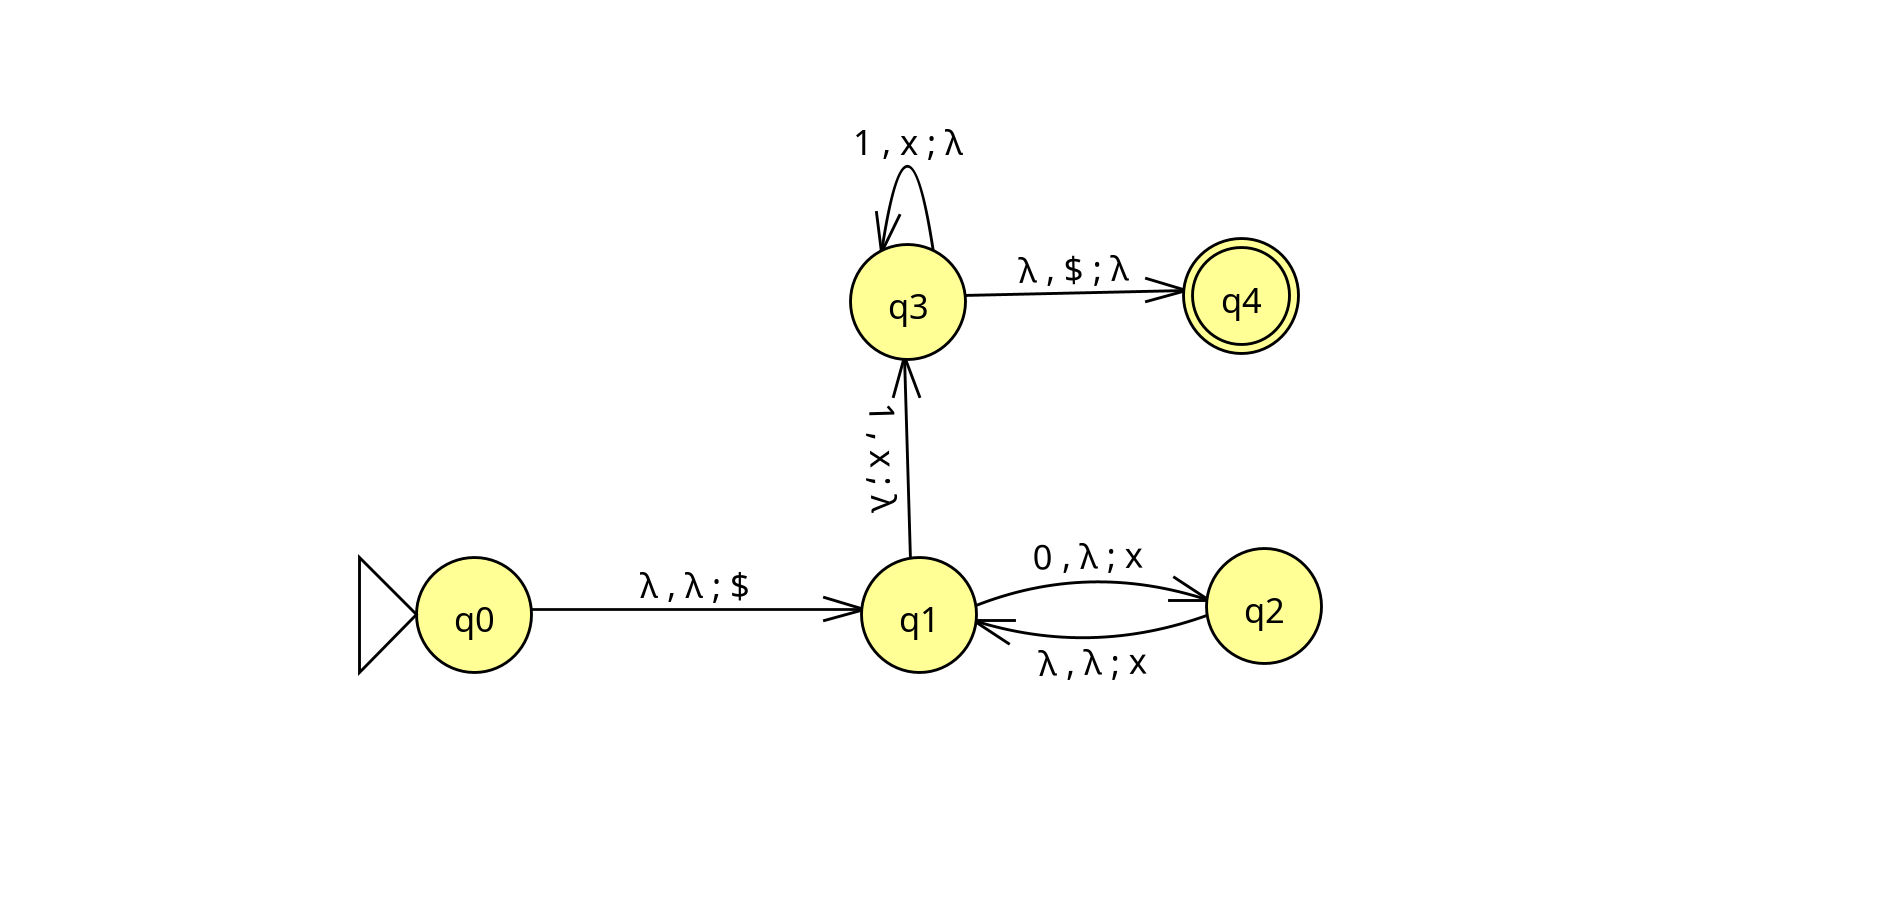 1 , x ; λ
q3
λ , $ ; λ
q4
1 , x ; λ
q0
λ , λ ; $
q1
0 , λ ; x
λ , λ ; x
q2